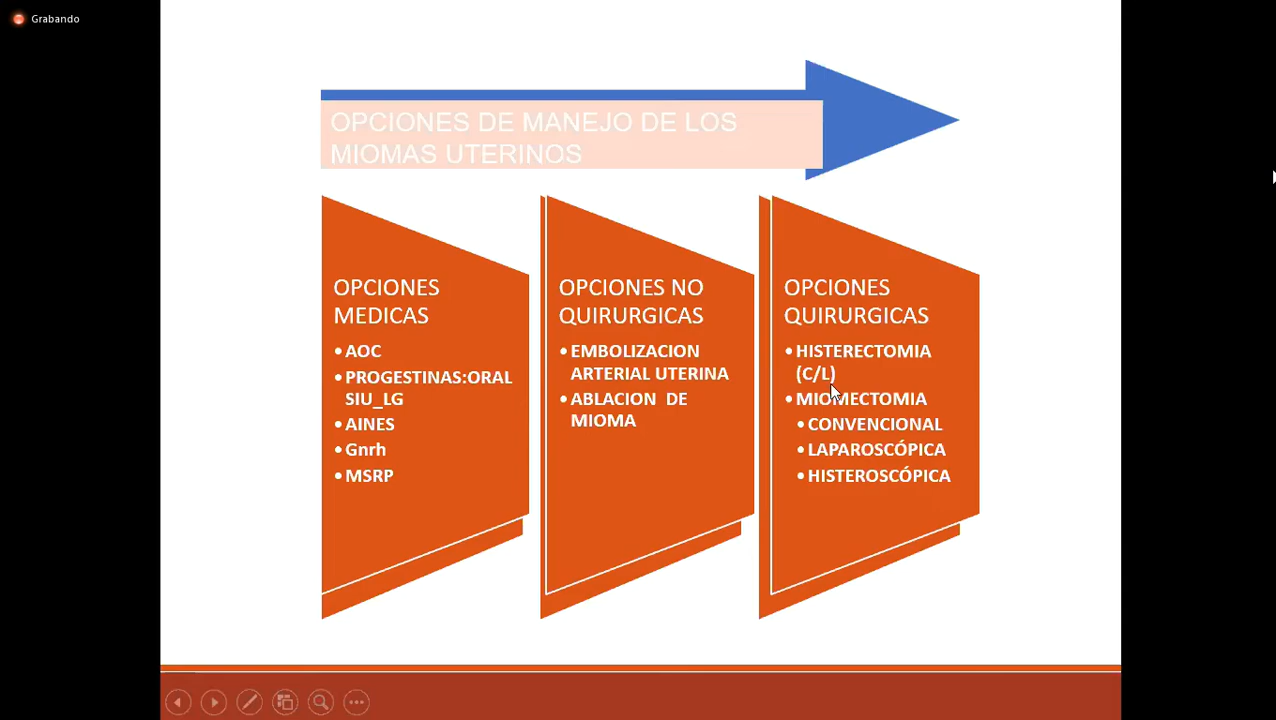 Grabando
OPCIONES DE MANEJO DE LOS
MIOMAS UTERINOS
OPCIONES
MEDICAS
•AOC
•PROGESTINAS:ORAL
SIU_LG
•AINES
•Gnrh
•MSRP
OPCIONES NO
QUIRURGICAS
•EMBOLIZACION
ARTERIAL UTERINA
•ABLACION DE
MIOMA
OPCIONES
QUIRURGICAS
•HISTERECTOMIA
(C/L)
•MIOMECTOMIA
•CONVENCIONAL
•LAPAROSCÓPICA
•HISTEROSCÓPICA